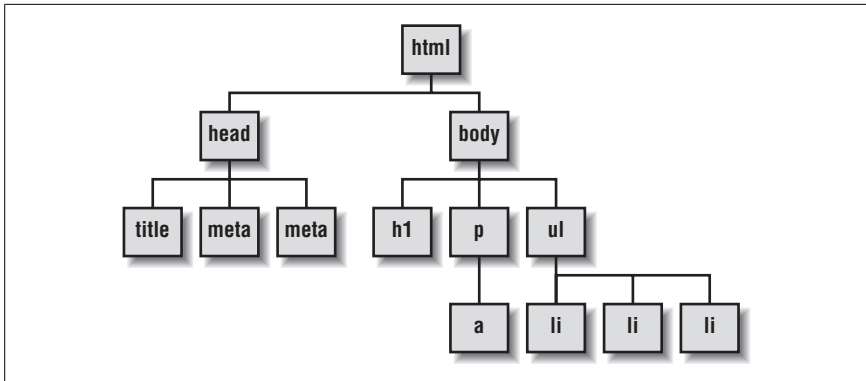 html
head body
title meta meta h1 p ul
a li li li